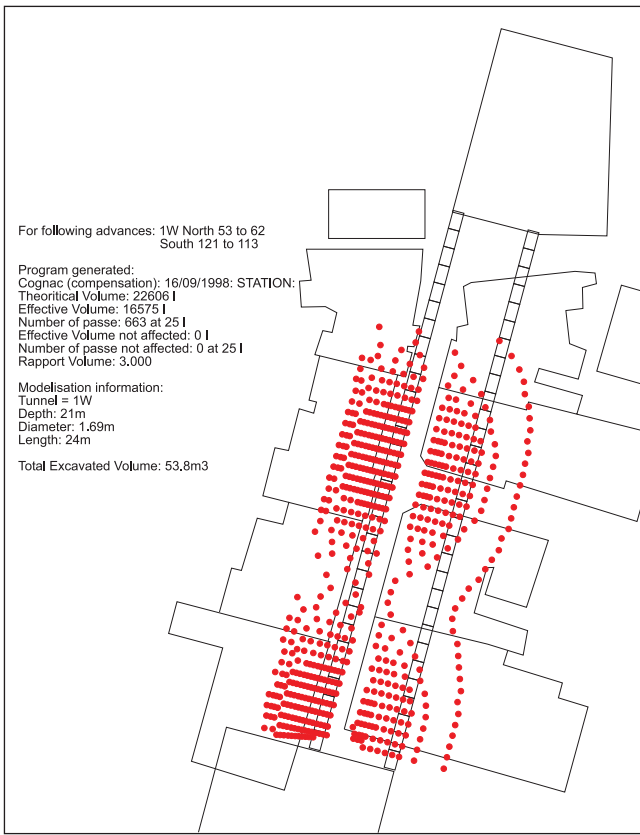 For following advances: 1W North 53 to 62
South 121 to 113
Program generated:
Cognac (compensation): 16/09/1998: STATION:
Theoritical Volume: 22606 l
Effective Volume: 16575 l
Number of passe: 663 at 25 l
Effective Volume not affected: 0 l
Number of passe not affected: 0 at 25 l
Rapport Volume: 3,000
Modelisation information:
Tunnel = 1W
Depth: 21m
Diameter: 1.69m
Length: 24m
Total Excavated Volume: 53,8m3